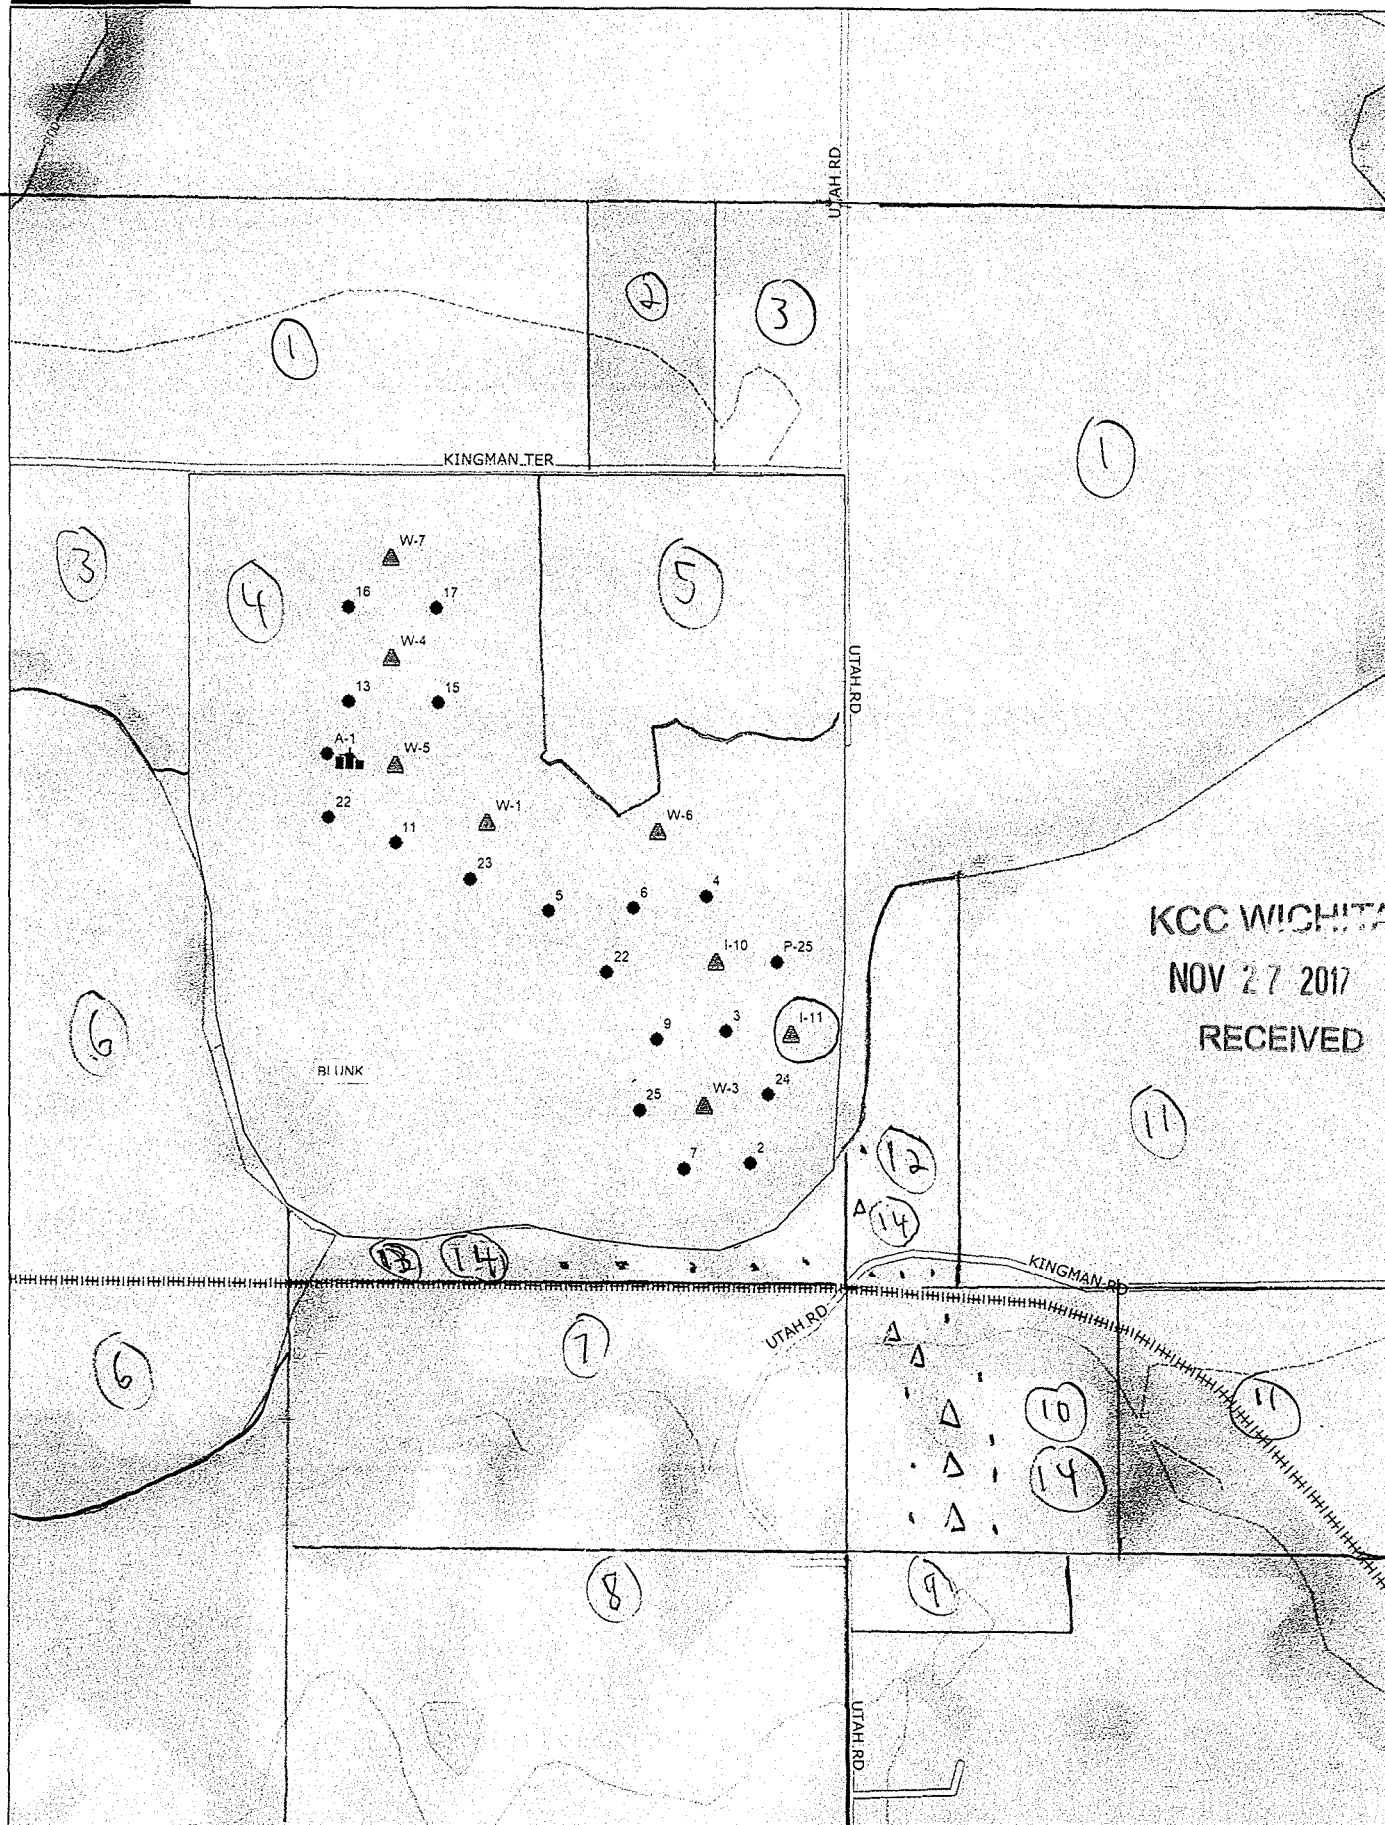 UTAH RD
2
3
1
1
KINGMAN TER
3
4
5
W-7
16
17
W-4
UTAH RD
13
15
A-1
W-5
22
W-1
W-6
11
23
5
6
4
KCC WICHITA
22
I-10
P-25
NOV 27 2017
6
9
3
I-11
RECEIVED
BLUNK
25
W-3
24
11
7
2
12
14
13
14
KINGMAN RD
UTAH RD
7
6
10
11
14
8
9
UTAH RD